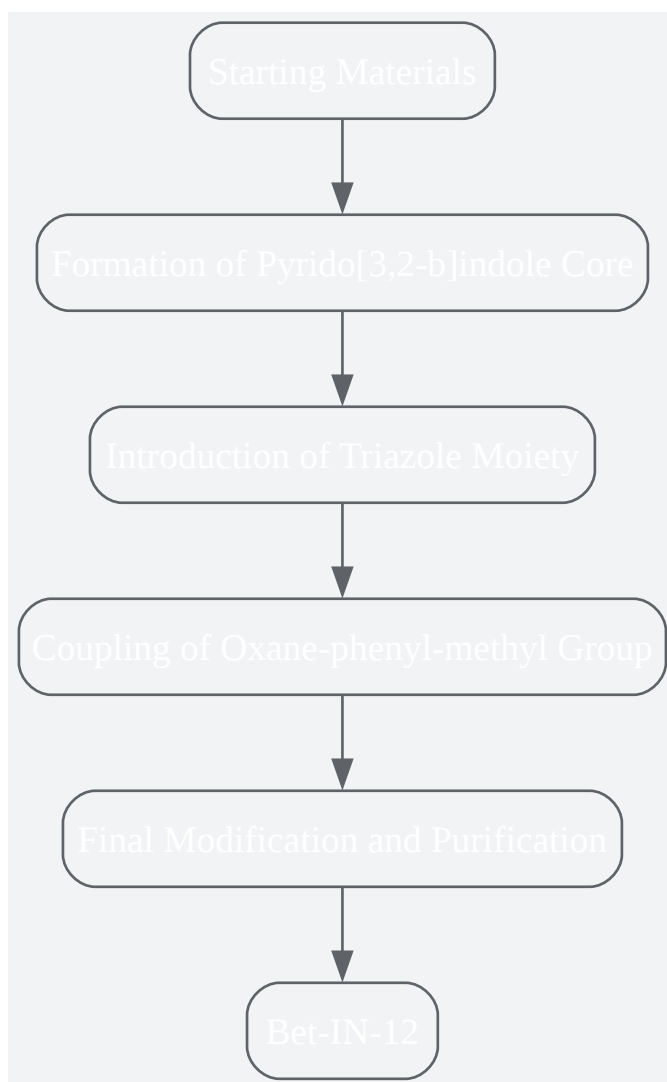 Starting Materials
Formation of Pyrido[3,2-b]indole Core
Introduction of Triazole Moiety
Coupling of Oxane-phenyl-methyl Group
Final Modification and Purification
Bet-IN-12